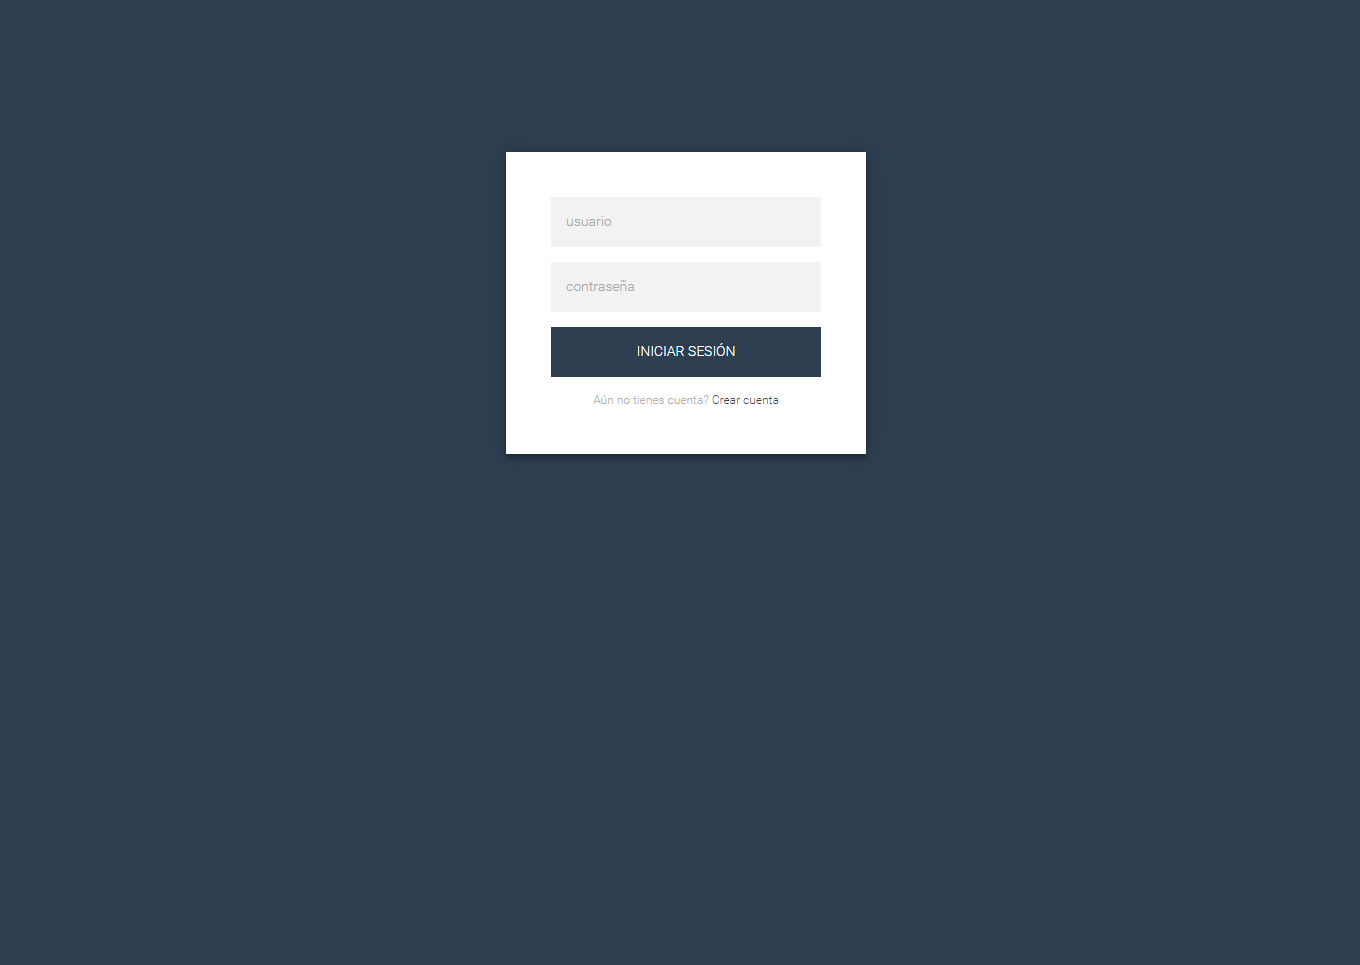 usuario
contraseña
INICIAR SESIÓN
Aún no tienes cuenta? Crear cuenta